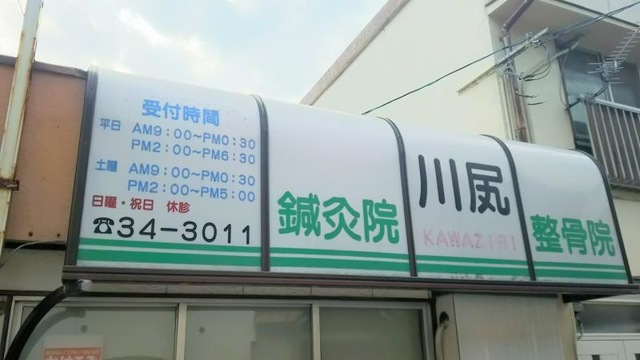 受付時間
平日 AM9:00~PM0:30
PM2:00~PM6:30
土曜 AM9:00~PM0:30
PM2:00~PM5:00
日曜・祝日 休診
☎34-3011
鍼灸院
川尻
KAWAZIRI
整骨院